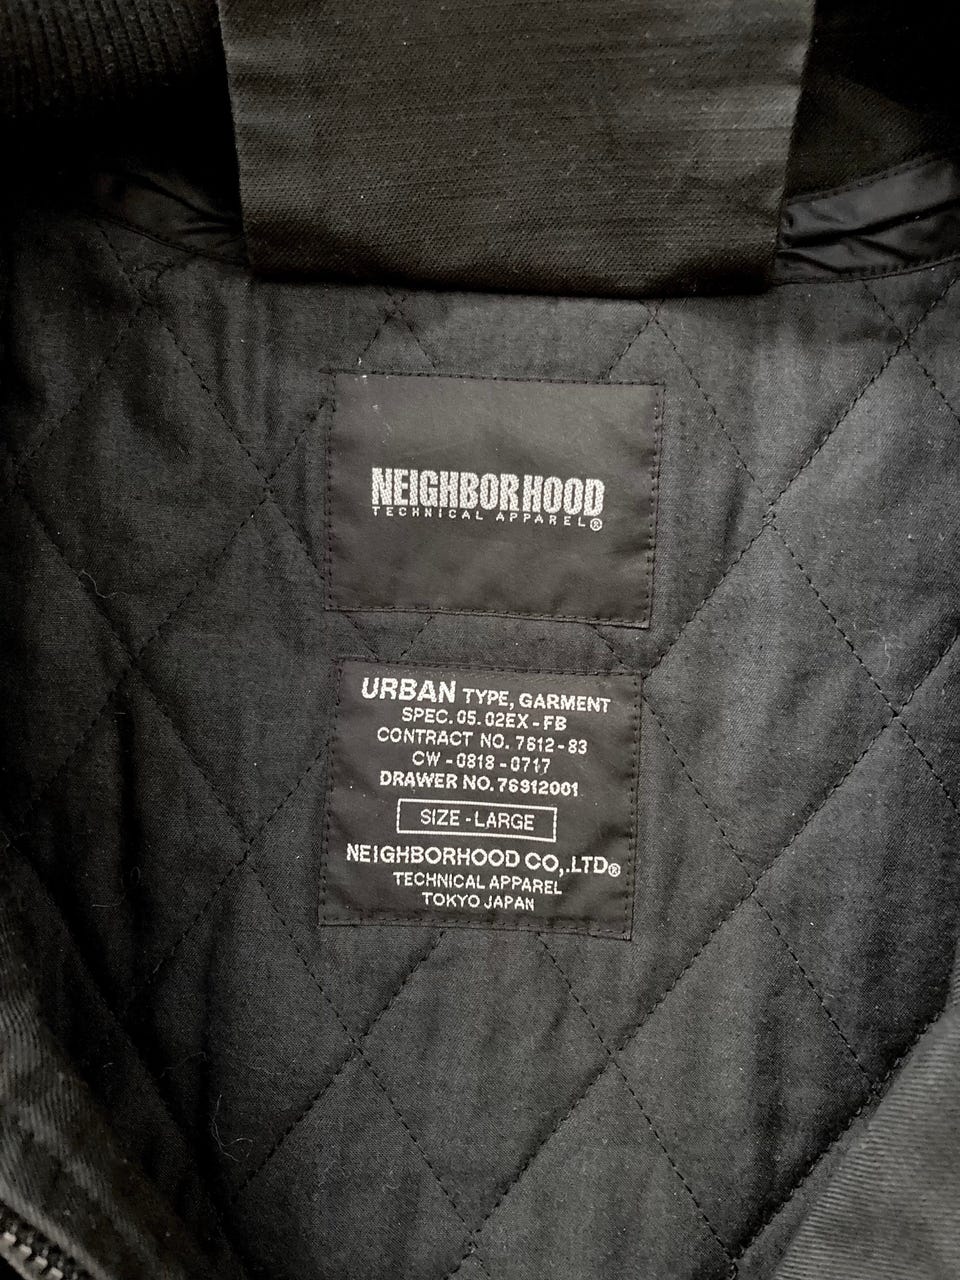 NEIGHBORHOOD
TECHNICAL APPAREL®
URBAN TYPE, GARMENT
SPEC. 05. 02EX - FB
CONTRACT NO. 7612 - 83
CW - 0818 - 0717
DRAWER NO. 76912001
SIZE - LARGE
NEIGHBORHOOD CO,.LTD®
TECHNICAL APPAREL
TOKYO JAPAN